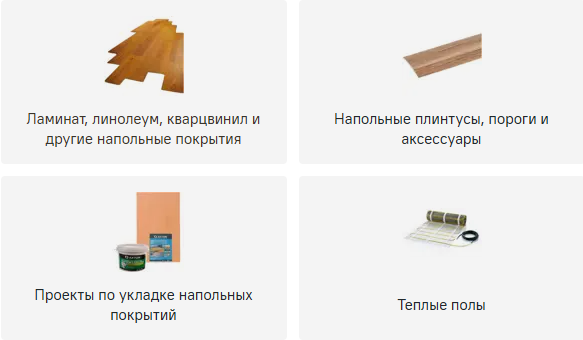 Ламинат, линолеум, кварцвинил и
другие напольные покрытия
Напольные плинтусы, пороги и
аксессуары
Проекты по укладке напольных
покрытий
Теплые полы